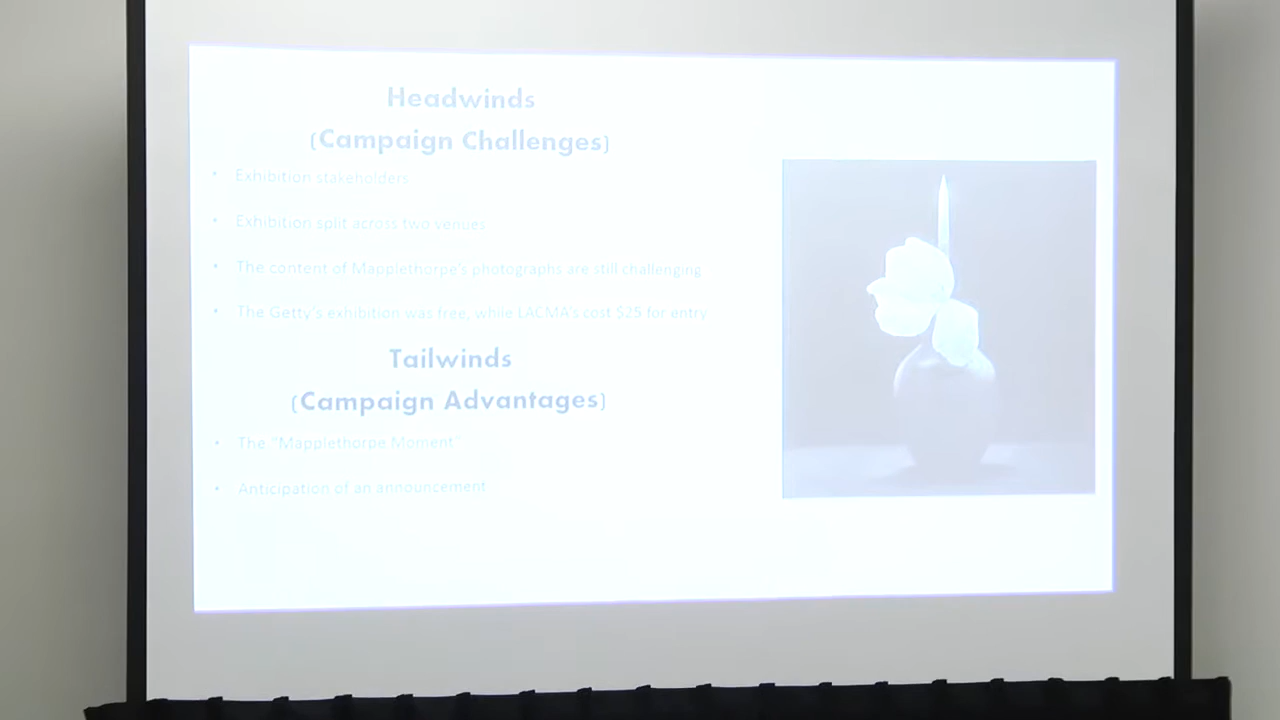 Headwinds
(Campaign Challenges)
• Exhibition stakeholders
• Exhibition split across two venues
• The content of Mapplethorpe's photographs are still challenging
• The Getty's exhibition was free, while LACMA's cost $25 for entry
Tailwinds
(Campaign Advantages)
• The "Mapplethorpe Moment"
• Anticipation of an announcement